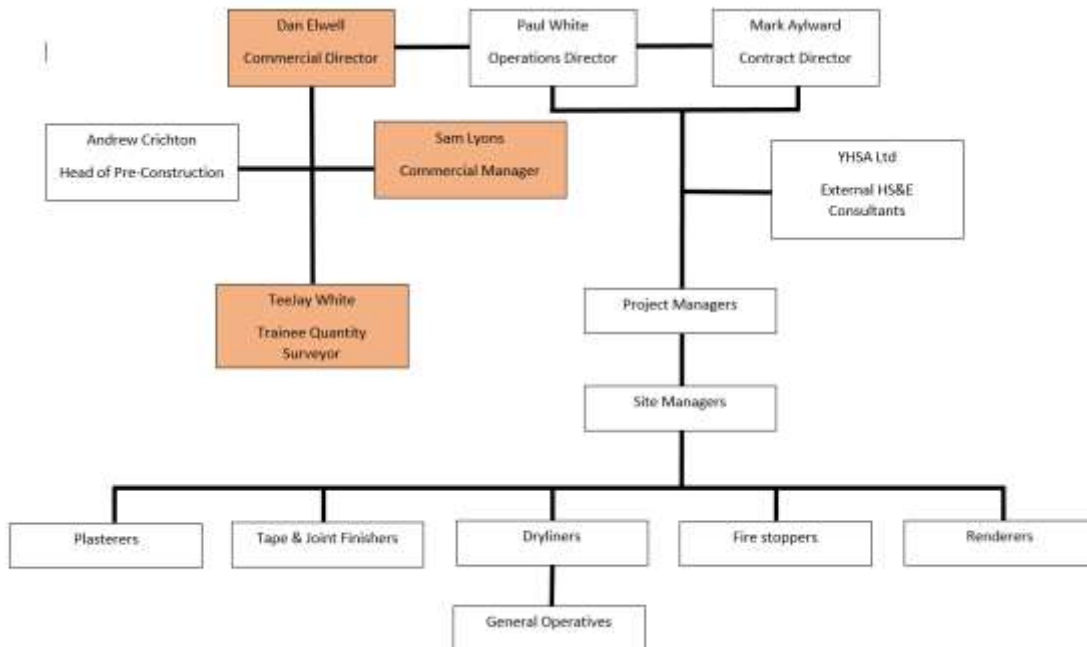 Dan Elwell
Commercial Director
Paul White
Operations Director
Mark Aylward
Contract Director
Andrew Crichton
Head of Pre-Construction
Sam Lyons
Commercial Manager
YHSA Ltd
External HS&E
Consultants
TeeJay White
Trainee Quantity
Surveyor
Project Managers
Site Managers
Plasterers
Tape & Joint Finishers
Dryliners
Fire stoppers
Renderers
General Operatives